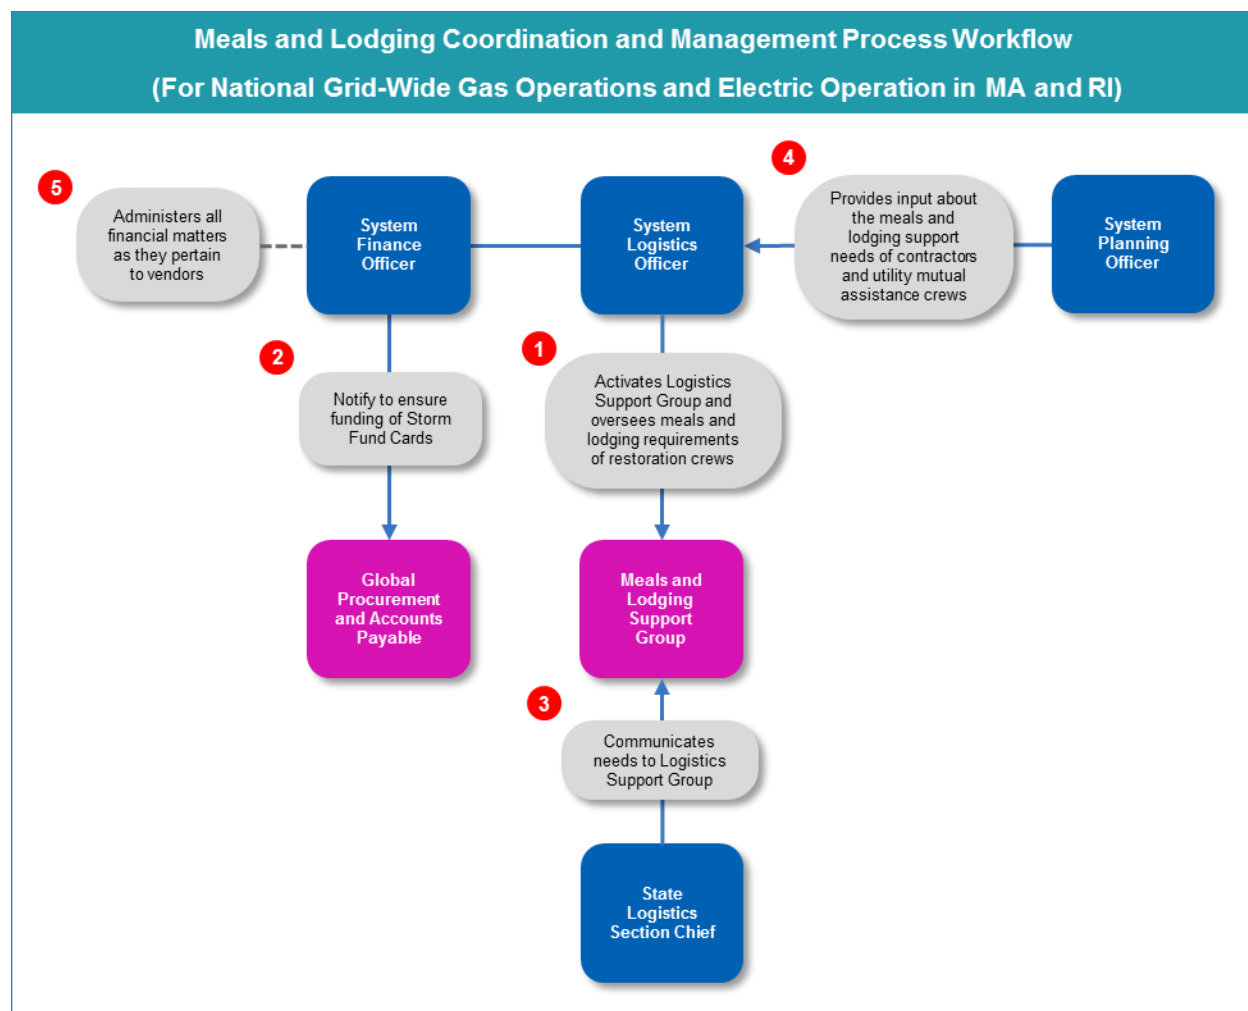 Meals and Lodging Coordination and Management Process Workflow
(For National Grid-Wide Gas Operations and Electric Operation in MA and RI)
5
Administers all
financial matters
as they pertain
to vendors
System
Finance
Officer
System
Logistics
Officer
4
Provides input about
the meals and
lodging support
needs of contractors
and utility mutual
assistance crews
System
Planning
Officer
2
Notify to ensure
funding of Storm
Fund Cards
1
Activates Logistics
Support Group and
oversees meals and
lodging requirements
of restoration crews
Global
Procurement
and Accounts
Payable
Meals and
Lodging
Support
Group
3
Communicates
needs to Logistics
Support Group
State
Logistics
Section Chief